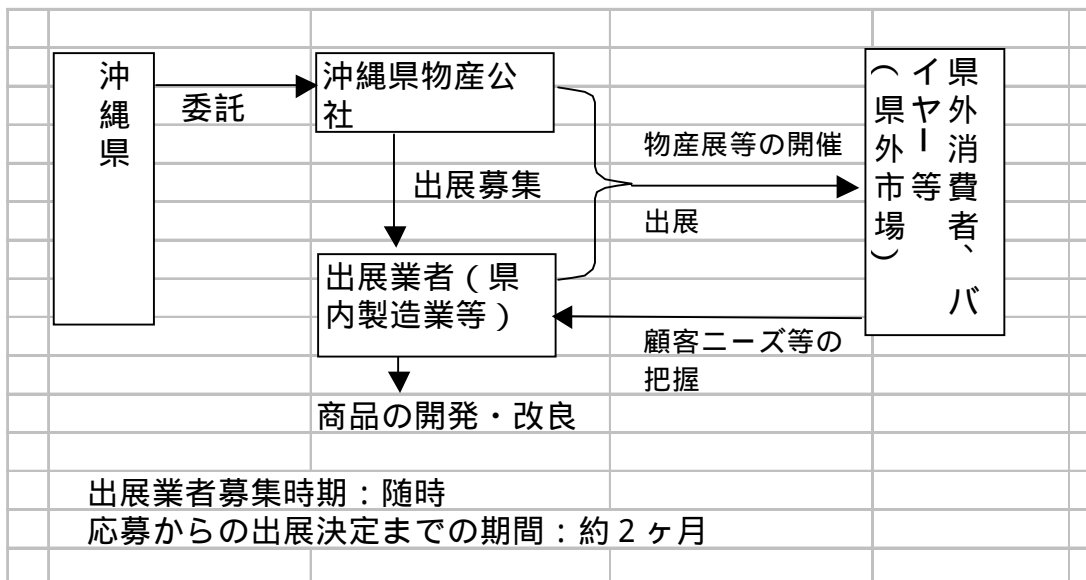 沖縄県
委託
沖縄県物産公
社
出展募集
出展業者（県
内製造業等）
商品の開発・改良
物産展等の開催
出展
顧客ニーズ等の
把握
県外消費者、バ
イヤー等
（県外市場）
出展業者募集時期：随時
応募からの出展決定までの期間：約２ヶ月